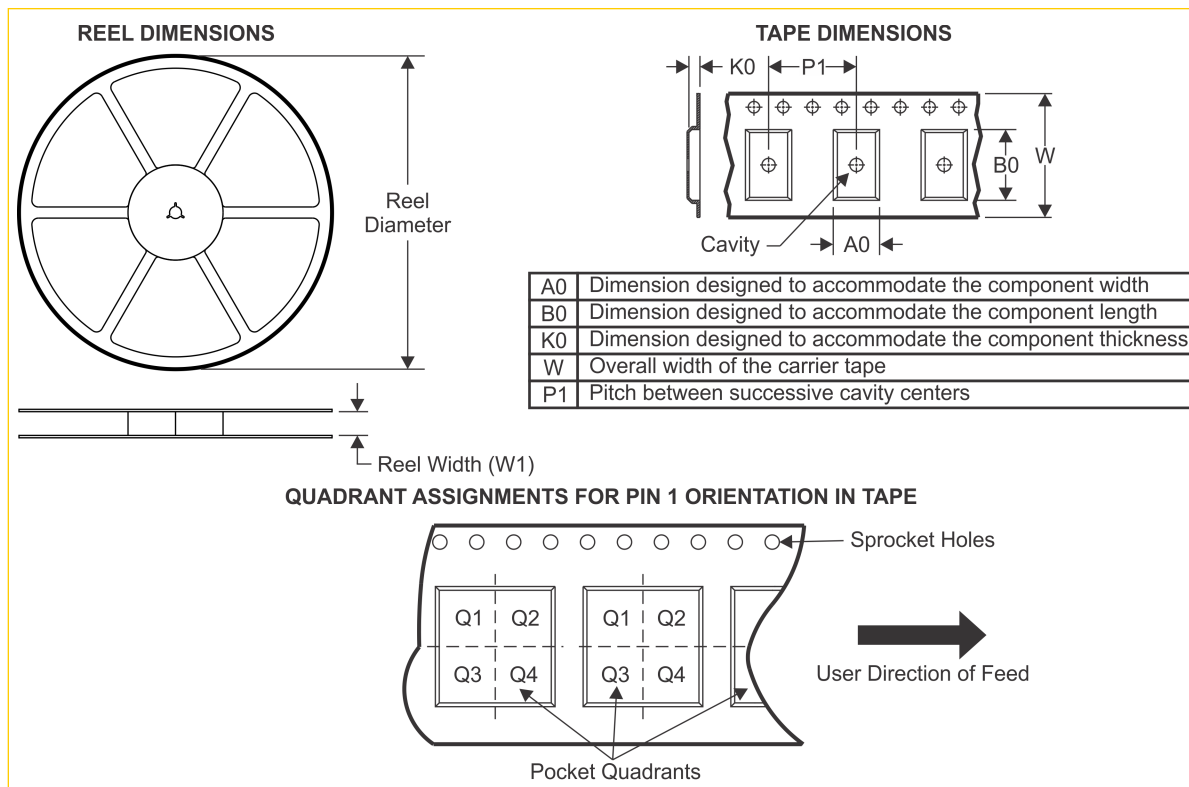 REEL DIMENSIONS
Reel
Diameter
Reel Width (W1)
TAPE DIMENSIONS
K0
P1
B0
W
Cavity
A0
A0 Dimension designed to accommodate the component width
B0 Dimension designed to accommodate the component length
K0 Dimension designed to accommodate the component thickness
W Overall width of the carrier tape
P1 Pitch between successive cavity centers
QUADRANT ASSIGNMENTS FOR PIN 1 ORIENTATION IN TAPE
Sprocket Holes
Q1 Q2 Q1 Q2
Q3 Q4 Q3 Q4
User Direction of Feed
Pocket Quadrants